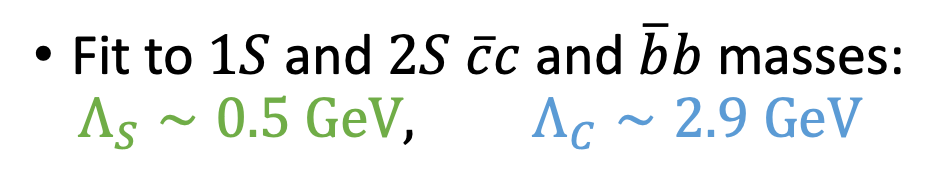 • Fit to 1S and 2S c̄c and b̄b masses:
Λ_S ~ 0.5 GeV, Λ_C ~ 2.9 GeV